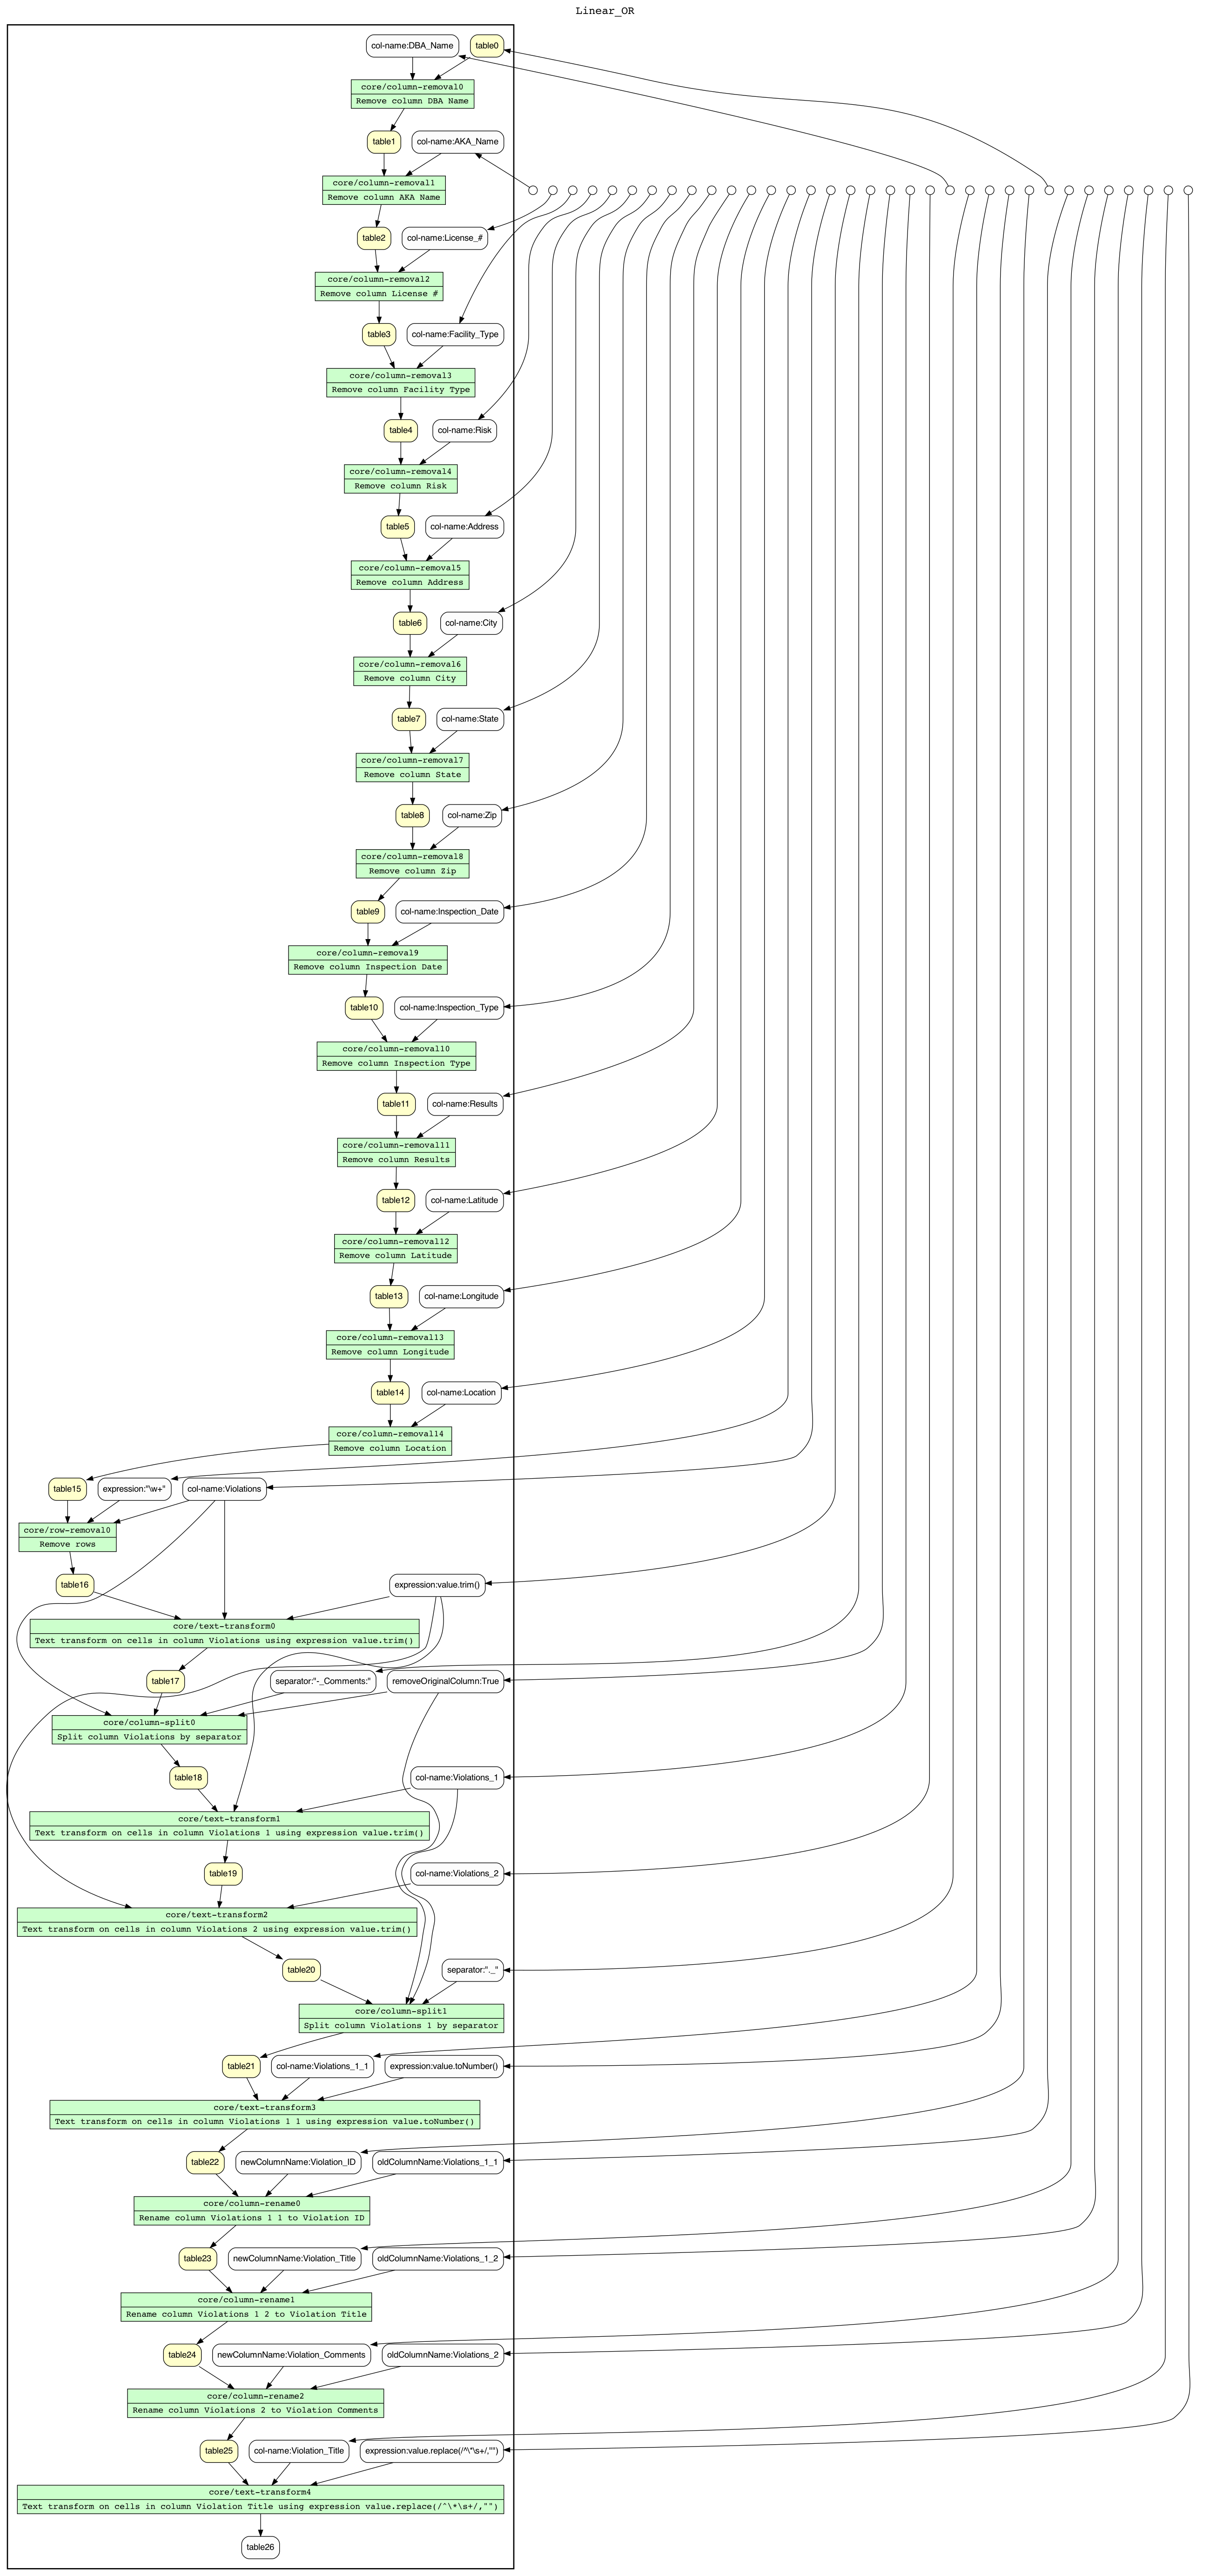 Linear_OR
col-name:DBA_Name
table0
core/column-removal0
Remove column DBA Name
table1
col-name:AKA_Name
core/column-removal1
Remove column AKA Name
table2
col-name:License_#
core/column-removal2
Remove column License #
table3
col-name:Facility_Type
core/column-removal3
Remove column Facility Type
table4
col-name:Risk
core/column-removal4
Remove column Risk
table5
col-name:Address
core/column-removal5
Remove column Address
table6
col-name:City
core/column-removal6
Remove column City
table7
col-name:State
core/column-removal7
Remove column State
table8
col-name:Zip
core/column-removal8
Remove column Zip
table9
col-name:Inspection_Date
core/column-removal9
Remove column Inspection Date
table10
col-name:Inspection_Type
core/column-removal10
Remove column Inspection Type
table11
col-name:Results
core/column-removal11
Remove column Results
table12
col-name:Latitude
core/column-removal12
Remove column Latitude
table13
col-name:Longitude
core/column-removal13
Remove column Longitude
table14
col-name:Location
core/column-removal14
Remove column Location
table15
expression:"\w+"
col-name:Violations
core/row-removal0
Remove rows
table16
expression:value.trim()
core/text-transform0
Text transform on cells in column Violations using expression value.trim()
table17
separator:"-_Comments:"
removeOriginalColumn:True
core/column-split0
Split column Violations by separator
table18
col-name:Violations_1
core/text-transform1
Text transform on cells in column Violations 1 using expression value.trim()
table19
col-name:Violations_2
core/text-transform2
Text transform on cells in column Violations 2 using expression value.trim()
table20
separator:"._"
core/column-split1
Split column Violations 1 by separator
table21
col-name:Violations_1_1
expression:value.toNumber()
core/text-transform3
Text transform on cells in column Violations 1 1 using expression value.toNumber()
table22
newColumnName:Violation_ID
oldColumnName:Violations_1_1
core/column-rename0
Rename column Violations 1 1 to Violation ID
table23
newColumnName:Violation_Title
oldColumnName:Violations_1_2
core/column-rename1
Rename column Violations 1 2 to Violation Title
table24
newColumnName:Violation_Comments
oldColumnName:Violations_2
core/column-rename2
Rename column Violations 2 to Violation Comments
table25
col-name:Violation_Title
expression:value.replace(/^\*\s+/,"")
core/text-transform4
Text transform on cells in column Violation Title using expression value.replace(/^\*\s+/,"")
table26